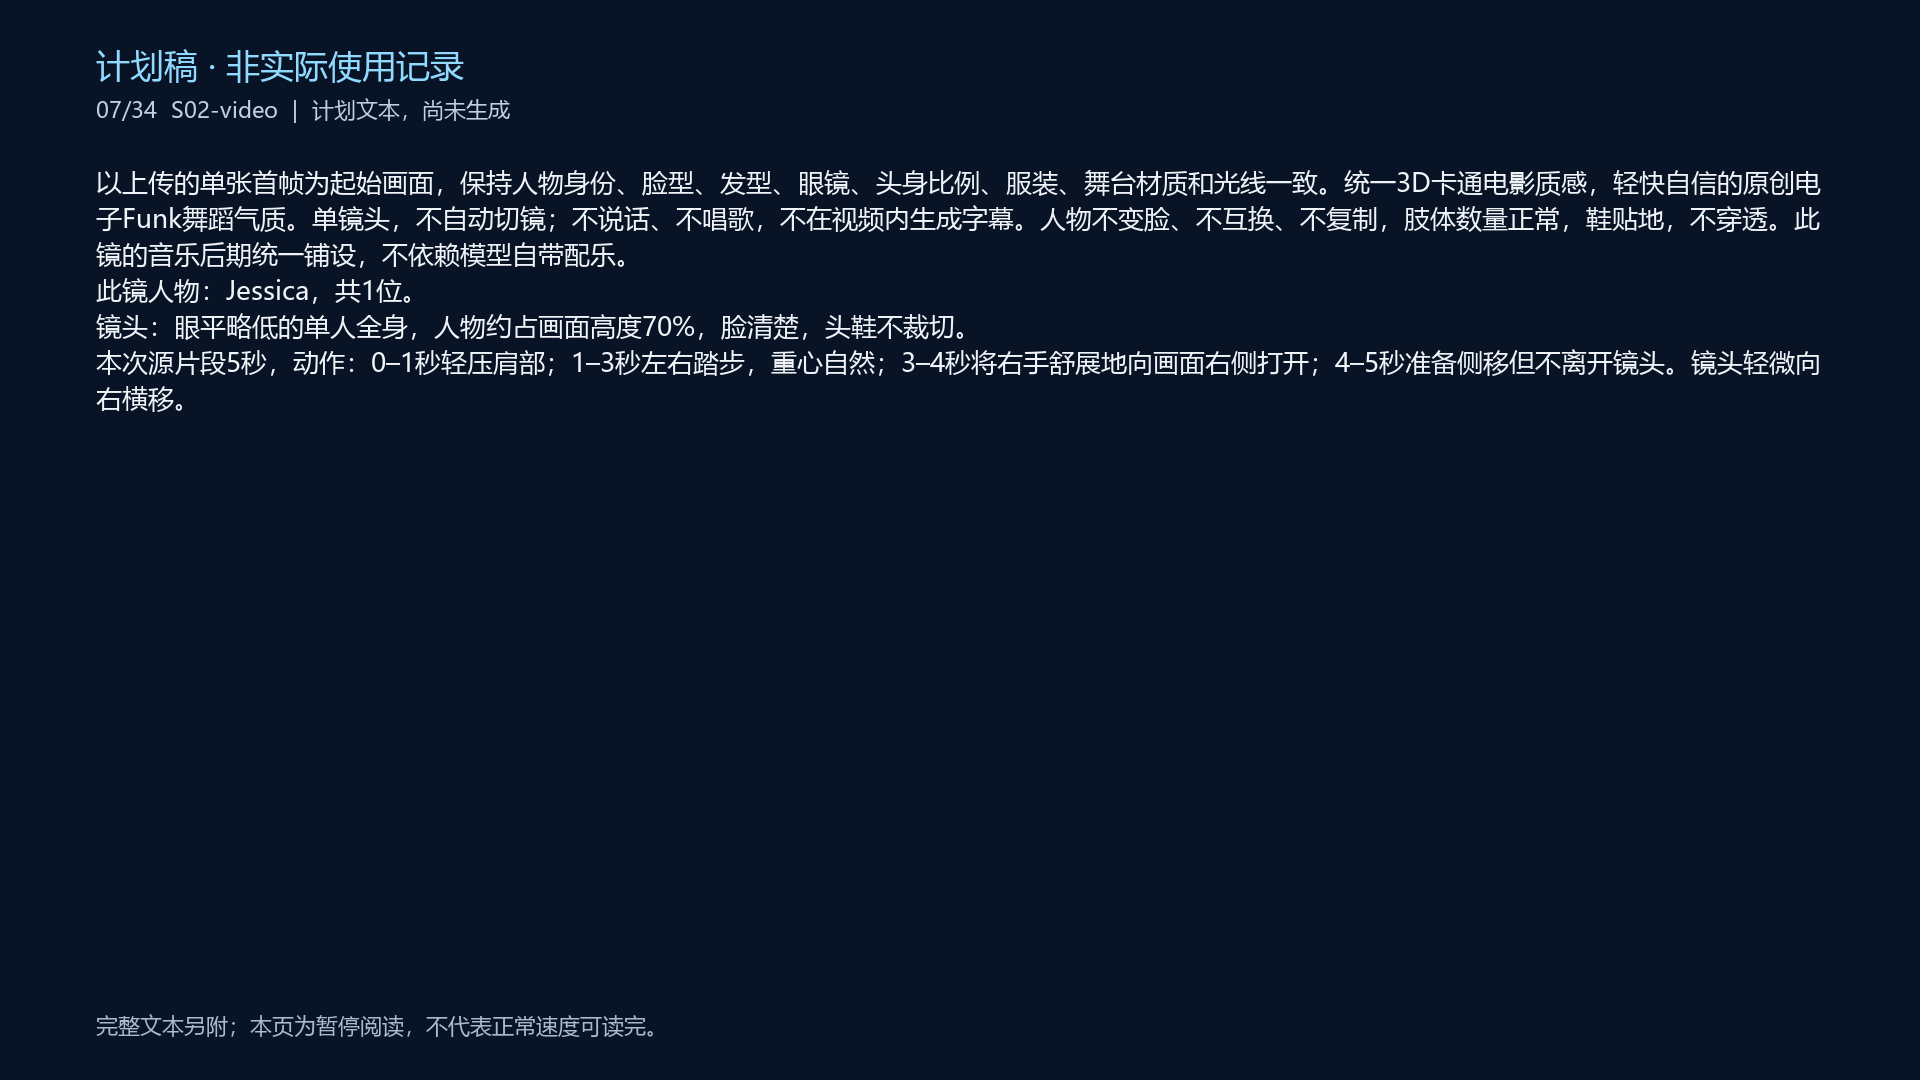 计划稿 · 非实际使用记录
07/34  S02-video ｜ 计划文本，尚未生成
以上传的单张首帧为起始画面，保持人物身份、脸型、发型、眼镜、头身比例、服装、舞台材质和光线一致。统一3D卡通电影质感，轻快自信的原创电
子Funk舞蹈气质。单镜头，不自动切镜；不说话、不唱歌，不在视频内生成字幕。人物不变脸、不互换、不复制，肢体数量正常，鞋贴地，不穿透。此
镜的音乐后期统一铺设，不依赖模型自带配乐。
此镜人物：Jessica，共1位。
镜头：眼平略低的单人全身，人物约占画面高度70%，脸清楚，头鞋不裁切。
本次源片段5秒，动作：0–1秒轻压肩部；1–3秒左右踏步，重心自然；3–4秒将右手舒展地向画面右侧打开；4–5秒准备侧移但不离开镜头。镜头轻微向
右横移。
完整文本另附；本页为暂停阅读，不代表正常速度可读完。